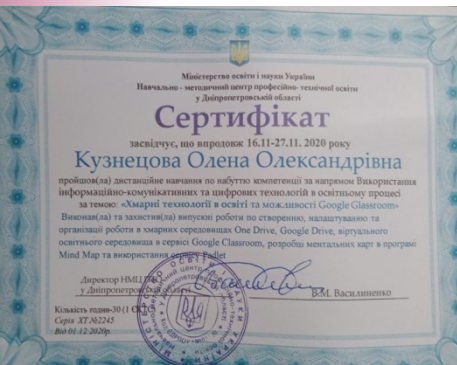 Міністерство освіти і науки України
Навчально - методичний центр професійно- технічної освіти
у Дніпропетровській області
Сертифікат
засвідчує, що впродовж 16.11-27.11. 2020 року
Кузнецова Олена Олександрівна
пройшов(ла) дистанційне навчання по набуттю компетенції за напрямом Використання
інформаційно-комунікативних та цифрових технологій в освітньому процесі
за темою: «Хмарні технології в освіті та можливості Google Glassroom»
Виконав(ла) та захистив(ла) випускні роботи по створенню, налаштуванню та
організації роботи в хмарних середовищах One Drive, Google Drive, віртуального
освітнього середовища в сервісі Google Classroom, розробці ментальних карт в програмі
Mind Map та використання сервісу Padlet
Директор НМЦ
у Дніпропетровській області
В.М. Василиненко
Кількість годин-30 (1
Серія ХТ №2245
Від 01.12.2020р.